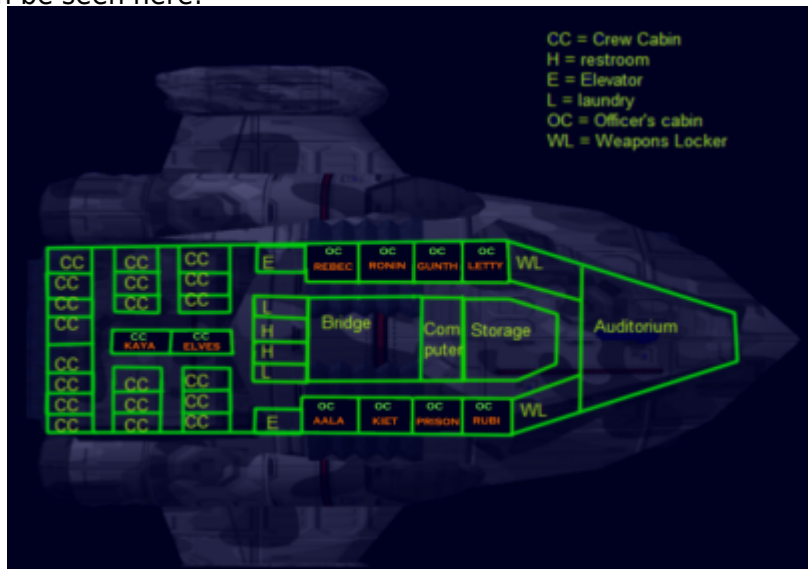 be seen here:
CC = Crew Cabin
H = restroom
E = Elevator
L = laundry
OC = Officer's cabin
WL = Weapons Locker
OC OC OC OC
CC CC CC E REBEC RONIN GUNTH LETTY WL
CC CC CC
CC CC CC L
CC Bridge Com Storage Auditorium
H puter
CC CC
KAYA ELVES H
CC L
CC CC CC
CC CC CC OC OC OC OC WL
CC CC CC E AALA KIET PRISON RUBI